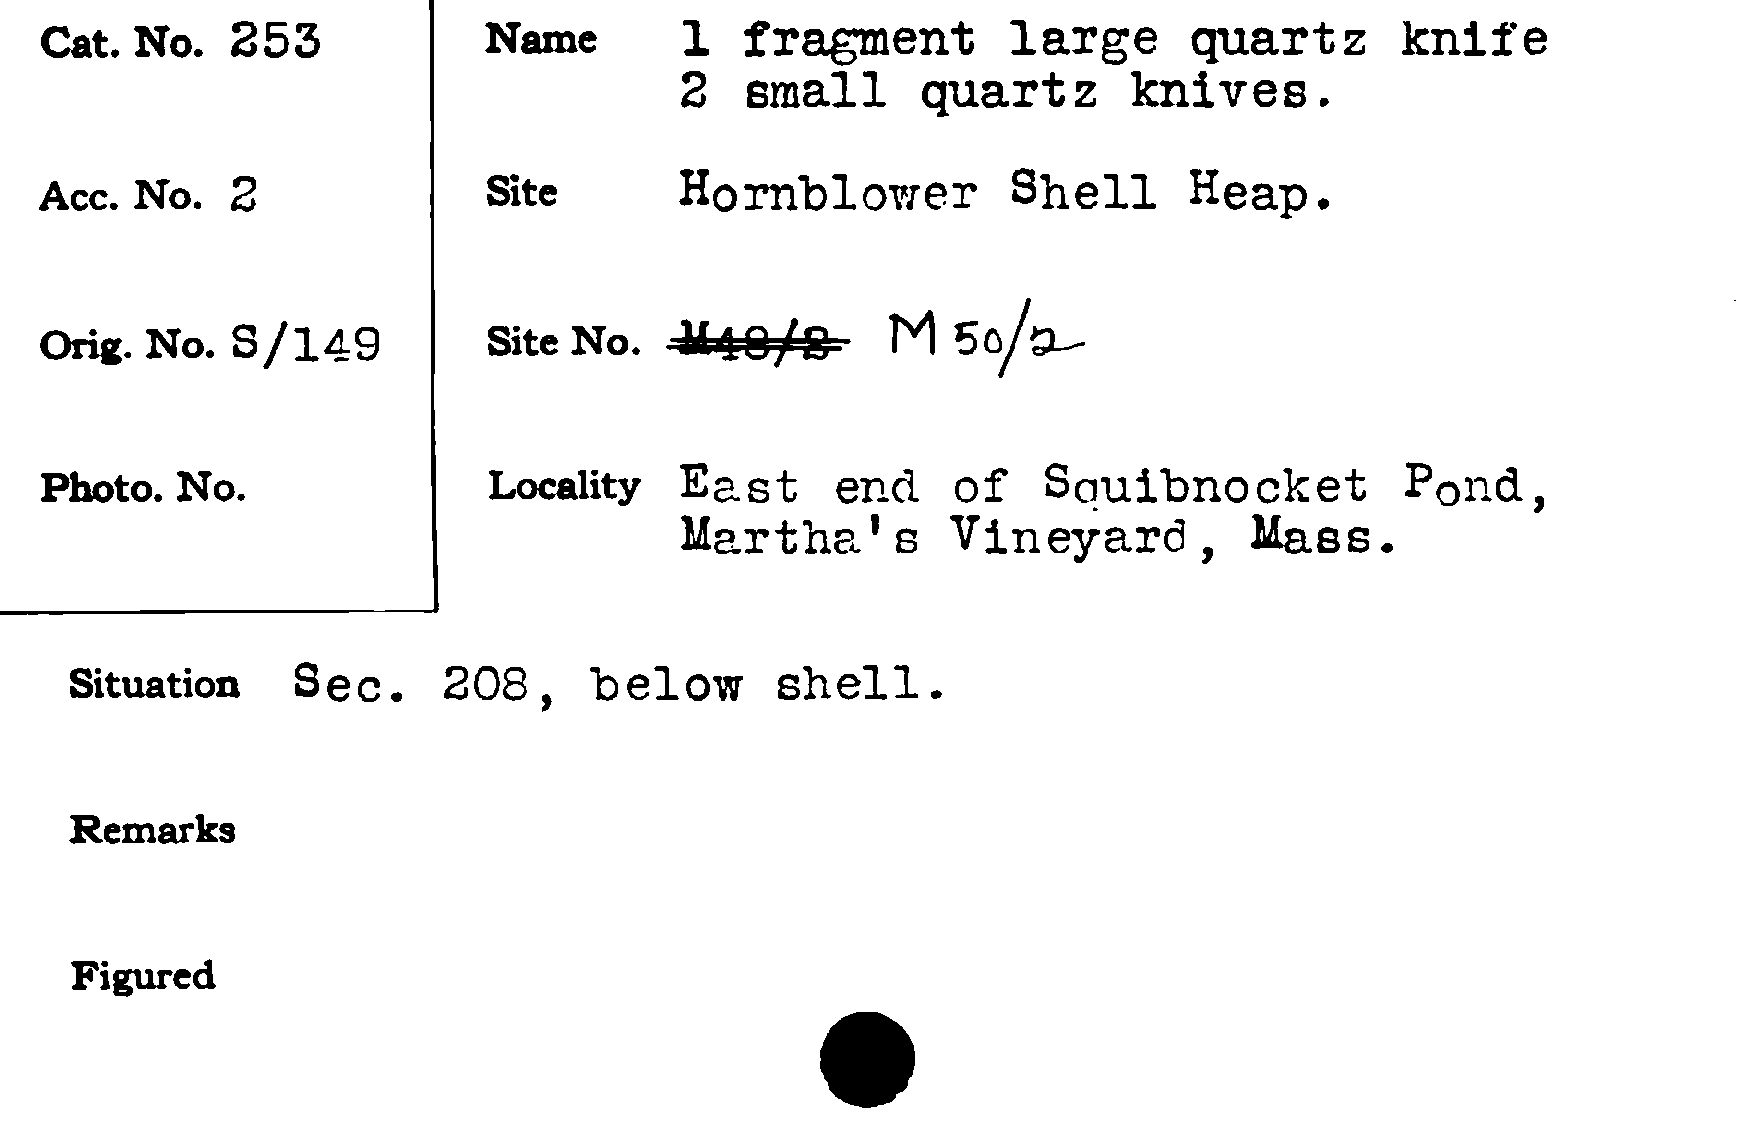 Cat. No. 253
Name 1 fragment large quartz knife
2 small quartz knives.
Acc. No. 2
Site Hornblower Shell Heap.
Orig. No. S/149
Site No. M48/2 M 50/2
Photo. No.
Locality East end of Squibnocket Pond,
Martha's Vineyard, Mass.
Situation Sec. 208, below shell.
Remarks
Figured